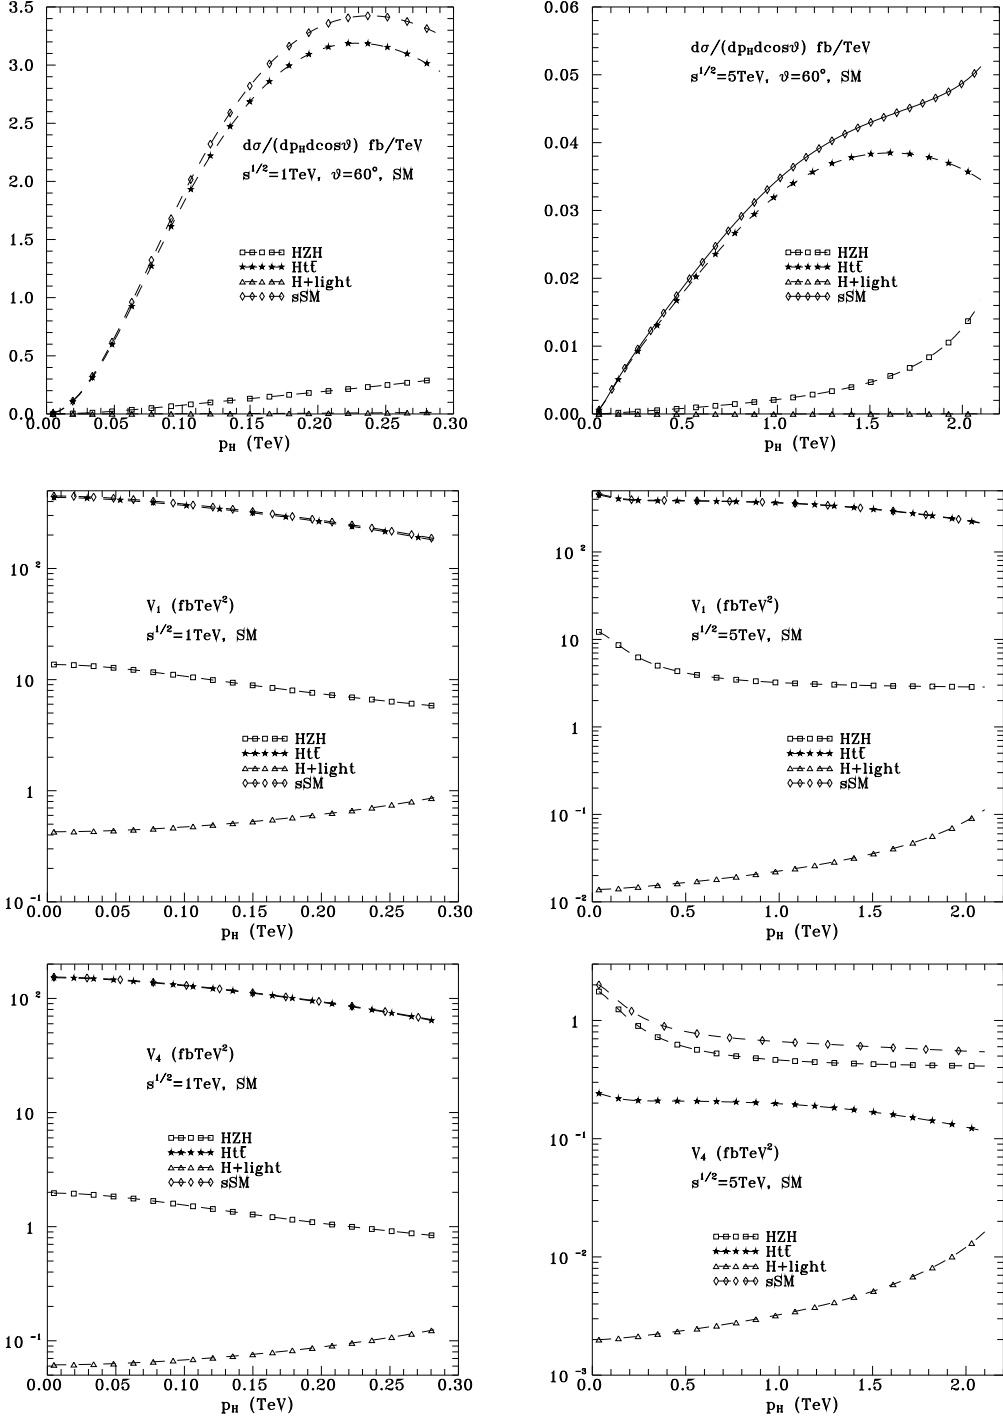 3.5
3.0
2.5
2.0
1.5
1.0
0.5
0.0
dσ/(dp_Hdcosϑ) fb/TeV
s^1/2=1TeV, ϑ=60°, SM
HZH
Htt̄
H+light
sSM
0.00 0.05 0.10 0.15 0.20 0.25 0.30
p_H (TeV)
0.06
0.05
0.04
0.03
0.02
0.01
0.00
dσ/(dp_Hdcosϑ) fb/TeV
s^1/2=5TeV, ϑ=60°, SM
HZH
Htt̄
H+light
sSM
0.0 0.5 1.0 1.5 2.0
p_H (TeV)
10^2
10
1
10^-1
V_1 (fbTeV^2)
s^1/2=1TeV, SM
HZH
Htt̄
H+light
sSM
0.00 0.05 0.10 0.15 0.20 0.25 0.30
p_H (TeV)
10^2
10
1
10^-1
10^-2
V_1 (fbTeV^2)
s^1/2=5TeV, SM
HZH
Htt̄
H+light
sSM
0.0 0.5 1.0 1.5 2.0
p_H (TeV)
10^2
10
1
10^-1
V_4 (fbTeV^2)
s^1/2=1TeV, SM
HZH
Htt̄
H+light
sSM
0.00 0.05 0.10 0.15 0.20 0.25 0.30
p_H (TeV)
1
10^-1
10^-2
10^-3
V_4 (fbTeV^2)
s^1/2=5TeV, SM
HZH
Htt̄
H+light
sSM
0.0 0.5 1.0 1.5 2.0
p_H (TeV)